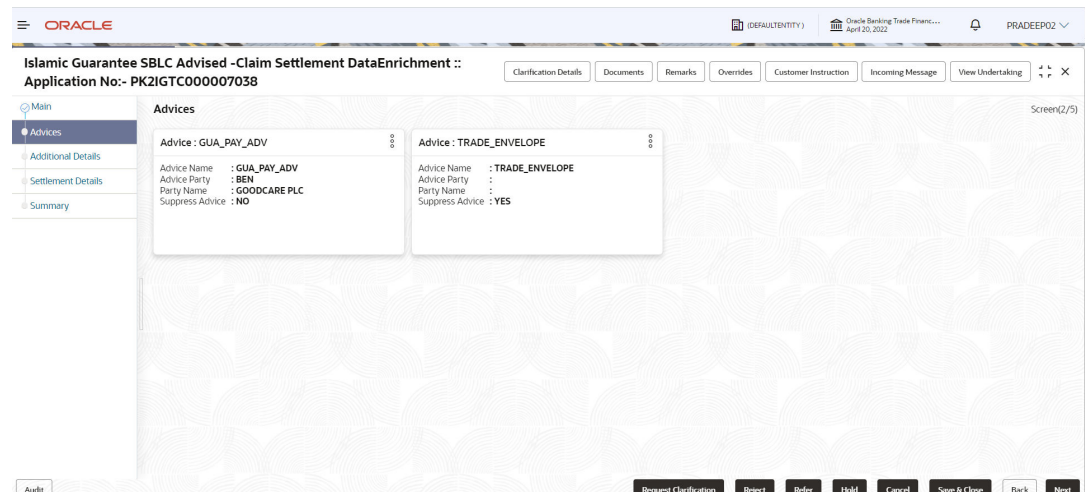 ORACLE
(DEFAULTENTITY )
Oracle Banking Trade Financ...
April 20, 2022
PRADEEP02
Islamic Guarantee SBLC Advised -Claim Settlement DataEnrichment ::
Application No:- PK2IGTC000007038
Clarification Details
Documents
Remarks
Overrides
Customer Instruction
Incoming Message
View Undertaking
Main
Advices
Additional Details
Settlement Details
Summary
Advices
Screen(2/5)
Advice : GUA_PAY_ADV
Advice Name : GUA_PAY_ADV
Advice Party : BEN
Party Name : GOODCARE PLC
Suppress Advice : NO
Advice : TRADE_ENVELOPE
Advice Name : TRADE_ENVELOPE
Advice Party :
Party Name :
Suppress Advice : YES
Audit
Request Clarification
Reject
Refer
Hold
Cancel
Save & Close
Back
Next